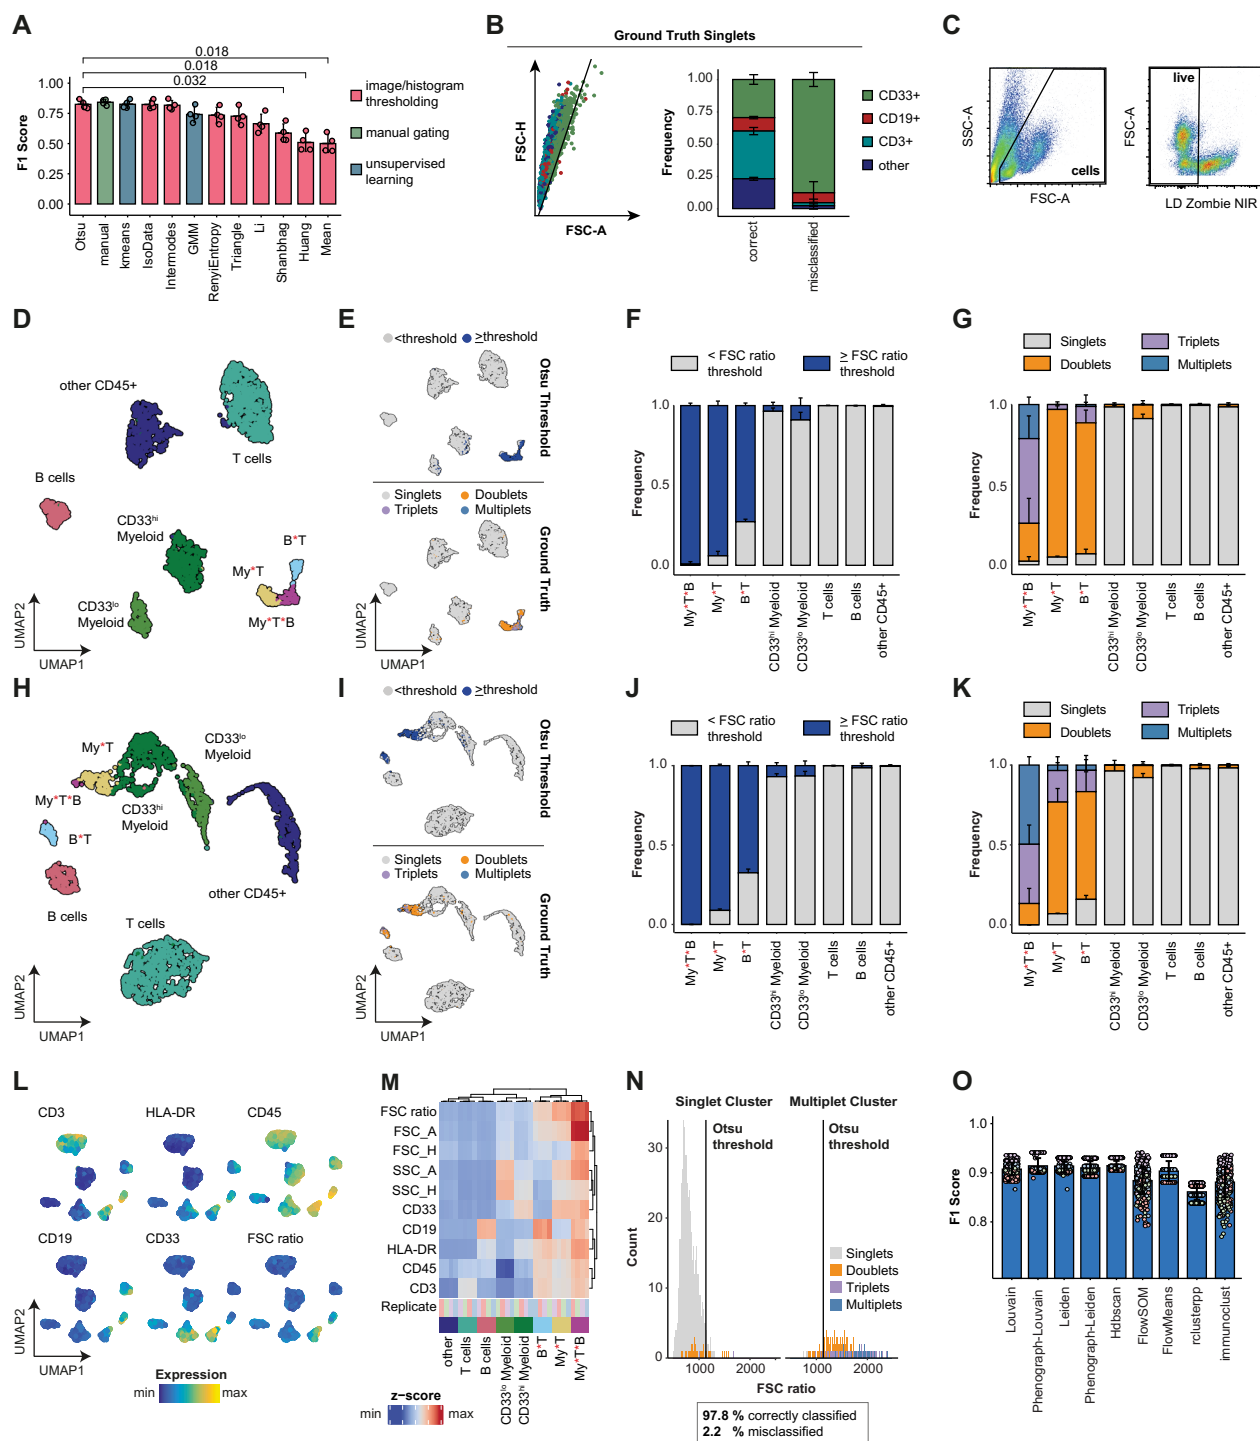 A
0.018
0.018
0.032
F1 Score
1.00
0.75
0.50
0.25
0.00
Otsu
manual
kmeans
IsoData
Intermodes
GMM
RenyiEntropy
Triangle
Li
Shanbhag
Huang
Mean
image/histogram
thresholding
manual gating
unsupervised
learning
B
Ground Truth Singlets
FSC-H
FSC-A
Frequency
1.00
0.75
0.50
0.25
0.00
correct
misclassified
CD33+
CD19+
CD3+
other
C
SSC-A
cells
FSC-A
live
FSC-A
LD Zombie NIR
D
other CD45+
T cells
B cells
CD33hi
Myeloid
B*T
My*T
CD33lo
Myeloid
My*T*B
UMAP2
UMAP1
E
<threshold
≥threshold
Otsu Threshold
Singlets
Doublets
Triplets
Multiplets
Ground Truth
UMAP2
UMAP1
F
< FSC ratio
threshold
≥ FSC ratio
threshold
Frequency
1.0
0.5
0.0
My*T*B
My*T
B*T
CD33hi Myeloid
CD33lo Myeloid
T cells
B cells
other CD45+
G
Singlets
Triplets
Doublets
Multiplets
Frequency
1.0
0.5
0.0
My*T*B
My*T
B*T
CD33hi Myeloid
CD33lo Myeloid
T cells
B cells
other CD45+
H
My*T
CD33lo
Myeloid
My*T*B
CD33hi
Myeloid
B*T
other CD45+
B cells
T cells
UMAP2
UMAP1
I
<threshold
≥threshold
Otsu Threshold
Singlets
Doublets
Triplets
Multiplets
Ground Truth
UMAP2
UMAP1
J
< FSC ratio
threshold
≥ FSC ratio
threshold
Frequency
1.0
0.5
0.0
My*T*B
My*T
B*T
CD33hi Myeloid
CD33lo Myeloid
T cells
B cells
other CD45+
K
Singlets
Triplets
Doublets
Multiplets
Frequency
1.0
0.5
0.0
My*T*B
My*T
B*T
CD33hi Myeloid
CD33lo Myeloid
T cells
B cells
other CD45+
L
CD3
HLA-DR
CD45
CD19
CD33
FSC ratio
UMAP2
UMAP1
Expression
min
max
M
FSC ratio
FSC_A
FSC_H
SSC_A
SSC_H
CD33
CD19
HLA-DR
CD45
CD3
Replicate
other
T cells
B cells
CD33lo Myeloid
CD33hi Myeloid
B*T
My*T
My*T*B
z-score
min
max
N
Singlet Cluster
Multiplet Cluster
Otsu
threshold
Otsu
threshold
Count
30
20
10
0
Singlets
Doublets
Triplets
Multiplets
1000
2000
1000
2000
FSC ratio
97.8 % correctly classified
2.2 % misclassified
O
F1 Score
1.0
0.9
0.8
Louvain
Phenograph-Louvain
Leiden
Phenograph-Leiden
Hdbscan
FlowSOM
FlowMeans
rclusterpp
immunoclust